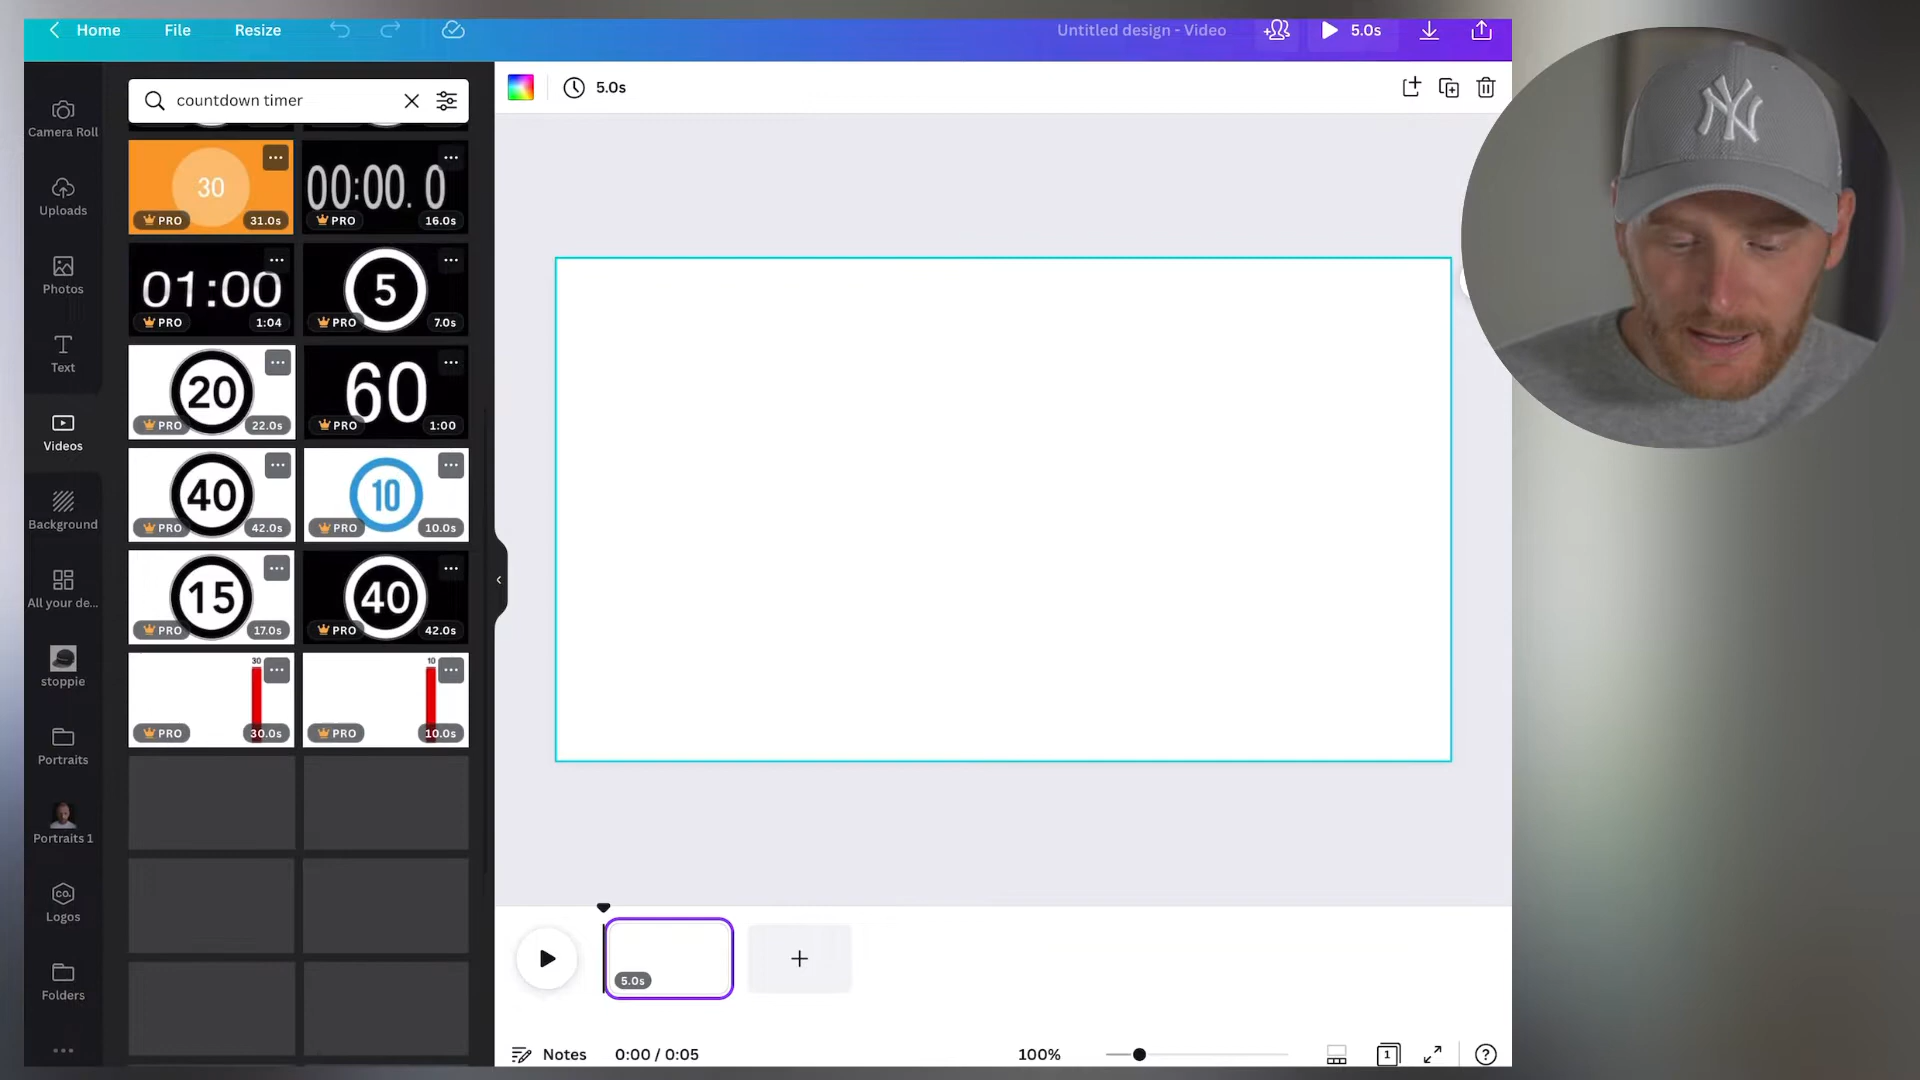 Home File Resize Untitled design - Video 5.0s
countdown timer
5.0s
Camera Roll
Uploads
Photos
Text
Videos
Background
All your de...
stoppie
Portraits
Portraits 1
CO.
Logos
Folders
30
PRO 31.0s
00:00.0
PRO 16.0s
01:00
PRO 1:04
5
PRO 7.0s
20
PRO 22.0s
60
PRO 1:00
40
PRO 42.0s
10
PRO 10.0s
15
PRO 17.0s
40
PRO 42.0s
30
PRO 30.0s
10
PRO 10.0s
NY
5.0s
Notes 0:00 / 0:05 100% 1